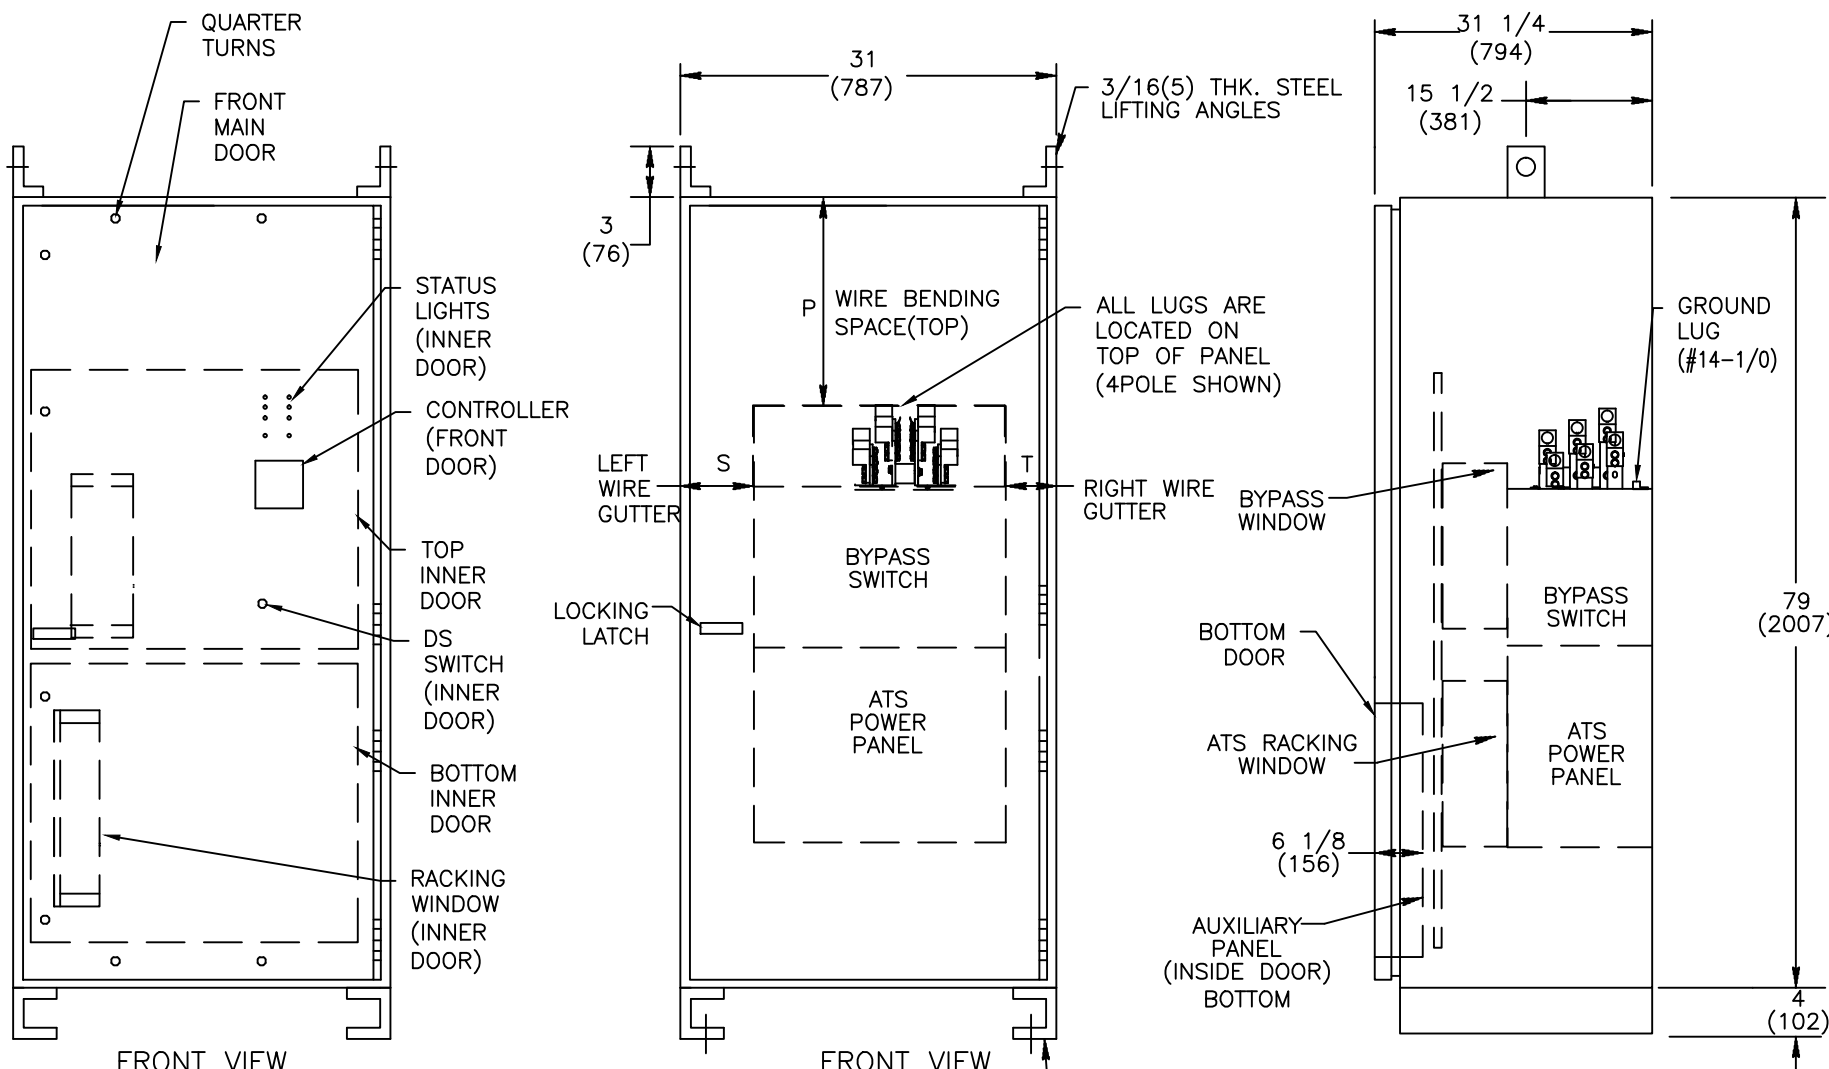 QUARTER
TURNS
FRONT
MAIN
DOOR
STATUS
LIGHTS
(INNER
DOOR)
CONTROLLER
(FRONT
DOOR)
TOP
INNER
DOOR
DS
SWITCH
(INNER
DOOR)
BOTTOM
INNER
DOOR
RACKING
WINDOW
(INNER
DOOR)
FRONT VIEW
31
(787)
3/16(5) THK. STEEL
LIFTING ANGLES
3
(76)
P
WIRE BENDING
SPACE(TOP)
ALL LUGS ARE
LOCATED ON
TOP OF PANEL
(4POLE SHOWN)
LEFT
WIRE
GUTTER
S
T
RIGHT WIRE
GUTTER
BYPASS
SWITCH
LOCKING
LATCH
ATS
POWER
PANEL
FRONT VIEW
31 1/4
(794)
15 1/2
(381)
GROUND
LUG
(#14-1/0)
BYPASS
WINDOW
BYPASS
SWITCH
79
(2007)
BOTTOM
DOOR
ATS RACKING
WINDOW
ATS
POWER
PANEL
6 1/8
(156)
AUXILIARY
PANEL
(INSIDE DOOR)
BOTTOM
4
(102)